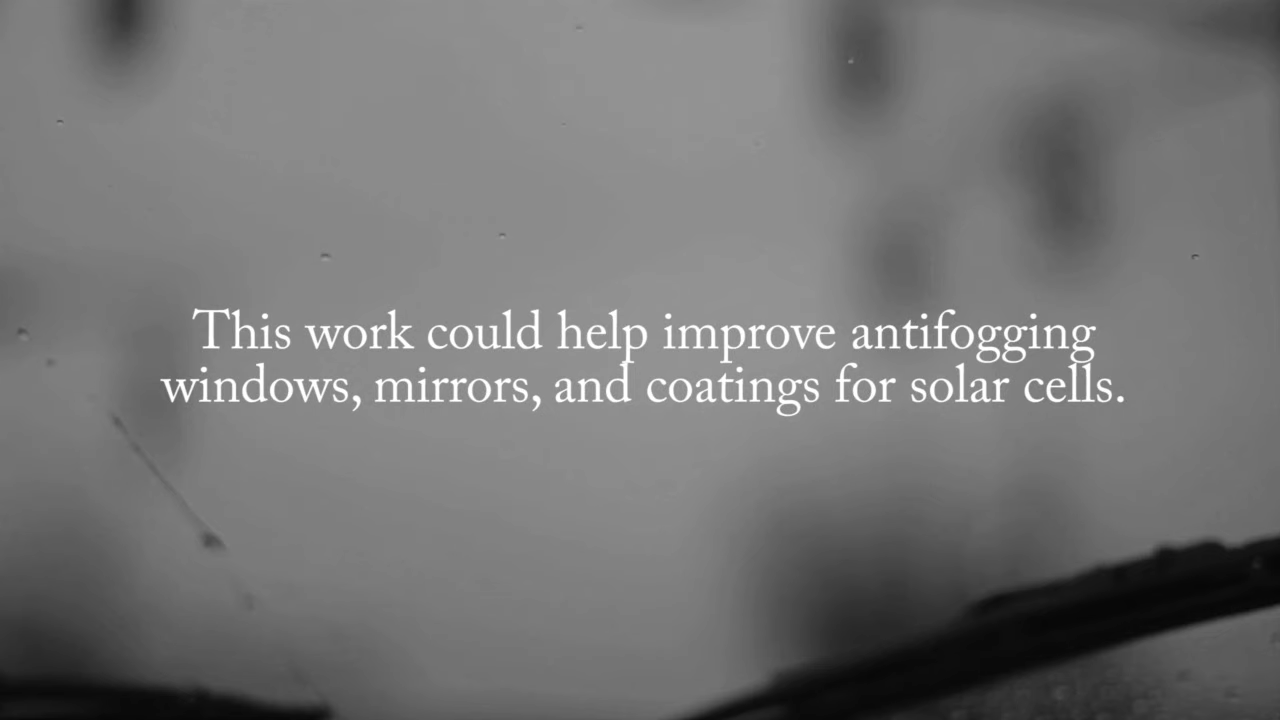 This work could help improve antifogging
windows, mirrors, and coatings for solar cells.